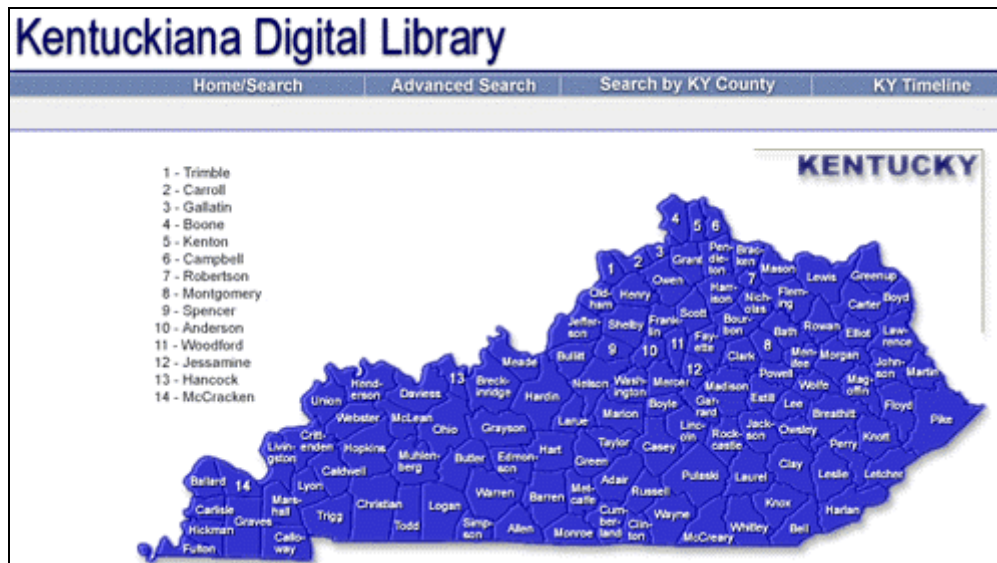 Kentuckiana Digital Library
Home/Search Advanced Search Search by KY County KY Timeline
KENTUCKY
1 - Trimble
2 - Carroll
3 - Gallatin
4 - Boone
5 - Kenton
6 - Campbell
7 - Robertson
8 - Montgomery
9 - Spencer
10 - Anderson
11 - Woodford
12 - Jessamine
13 - Hancock
14 - McCracken
4 5 6
1 2 3 Grant Pen-
dle-
ton
Brac-
ken
Mason Lewis Greenup
Owen 7
Old-
ham
Henry Har-
ison
Nich-
olas
Flem-
ing
Carter Boyd
Jeffer-
son
Shelby Frank-
lin
Scott Bour-
bon
Bath Rowan Elliot Law-
rence
Bullitt 9 10 11 Fay-
ette
Clark 8 Men-
ifee
Morgan John-
son
Martin
Meade Breck-
inridge
Hardin Nelson Wash-
ington
Mercer 12 Madison Powell Wolfe Mag-
offin
Floyd Pike
Union Hend-
erson
Daviess 13
Webster McLean Ohio Grayson Larue Marion Boyle Gar-
rard
Estill Lee Breathitt
Critt-
enden
Livin-
gston
Hopkins Muhlen-
berg
Butler Edmon-
son
Hart Green Taylor Casey Linc-
oln
Rock-
castle
Jack-
son
Owsley Perry Knott
Ballard 14 Lyon Caldwell Warren Barren Met-
calfe
Adair Russell Pulaski Laurel Clay Leslie Letcher
Carlisle Graves Mars-
hall
Trigg Christian Todd Logan Simp-
son
Allen Monroe Cum-
ber-
land
Clin-
ton
Wayne McCreary Whitley Knox Bell Harlan
Hickman
Fulton Callo-
way